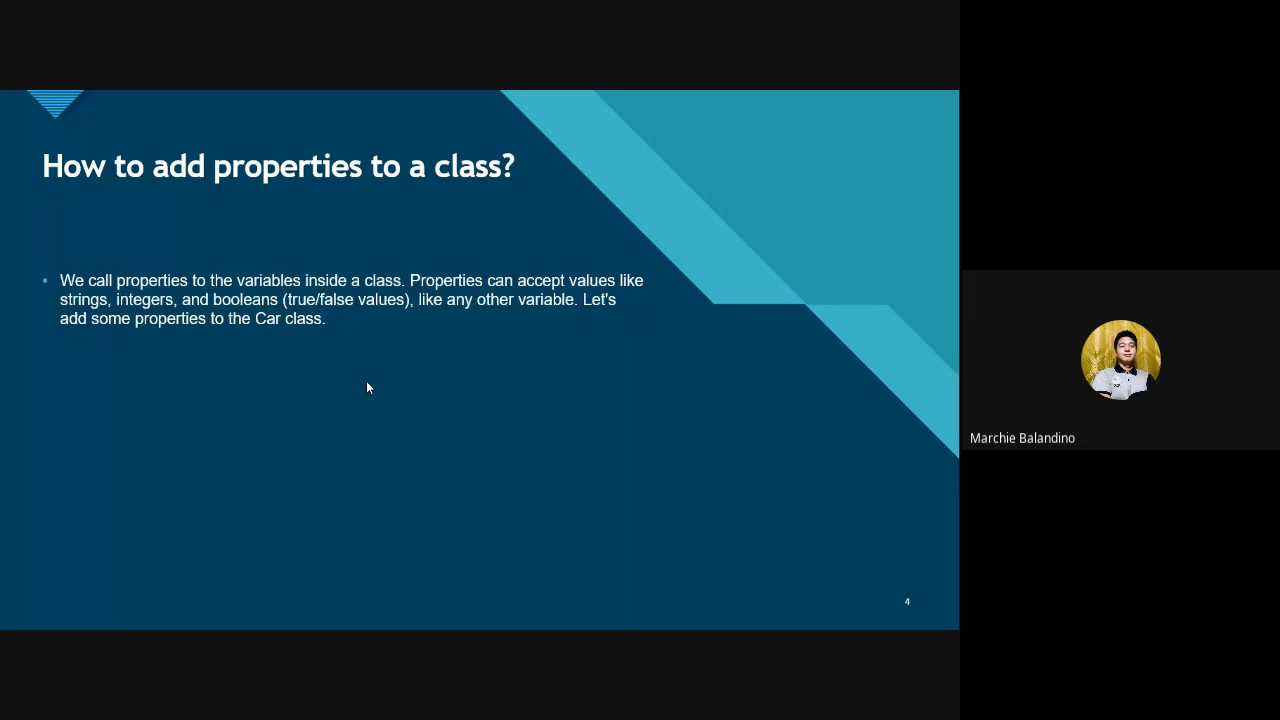 How to add properties to a class?
• We call properties to the variables inside a class. Properties can accept values like
strings, integers, and booleans (true/false values), like any other variable. Let's
add some properties to the Car class.
4
Marchie Balandino